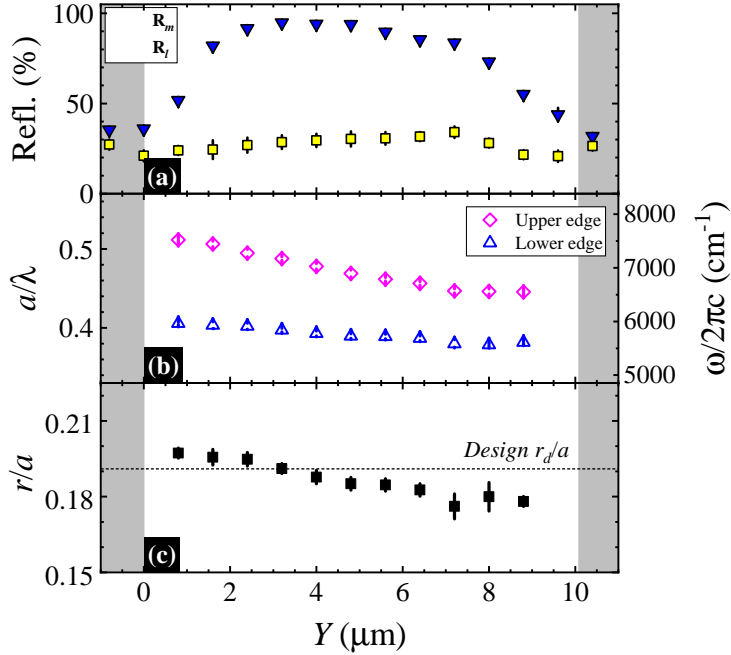 100
50
0
Refl. (%)
R_m
R_l
(a)
0.5
0.4
a/λ
Upper edge
Lower edge
8000
7000
6000
5000
ω/2πc (cm⁻¹)
(b)
0.21
0.18
0.15
r/a
Design r_d/a
(c)
0 2 4 6 8 10
Y (μm)